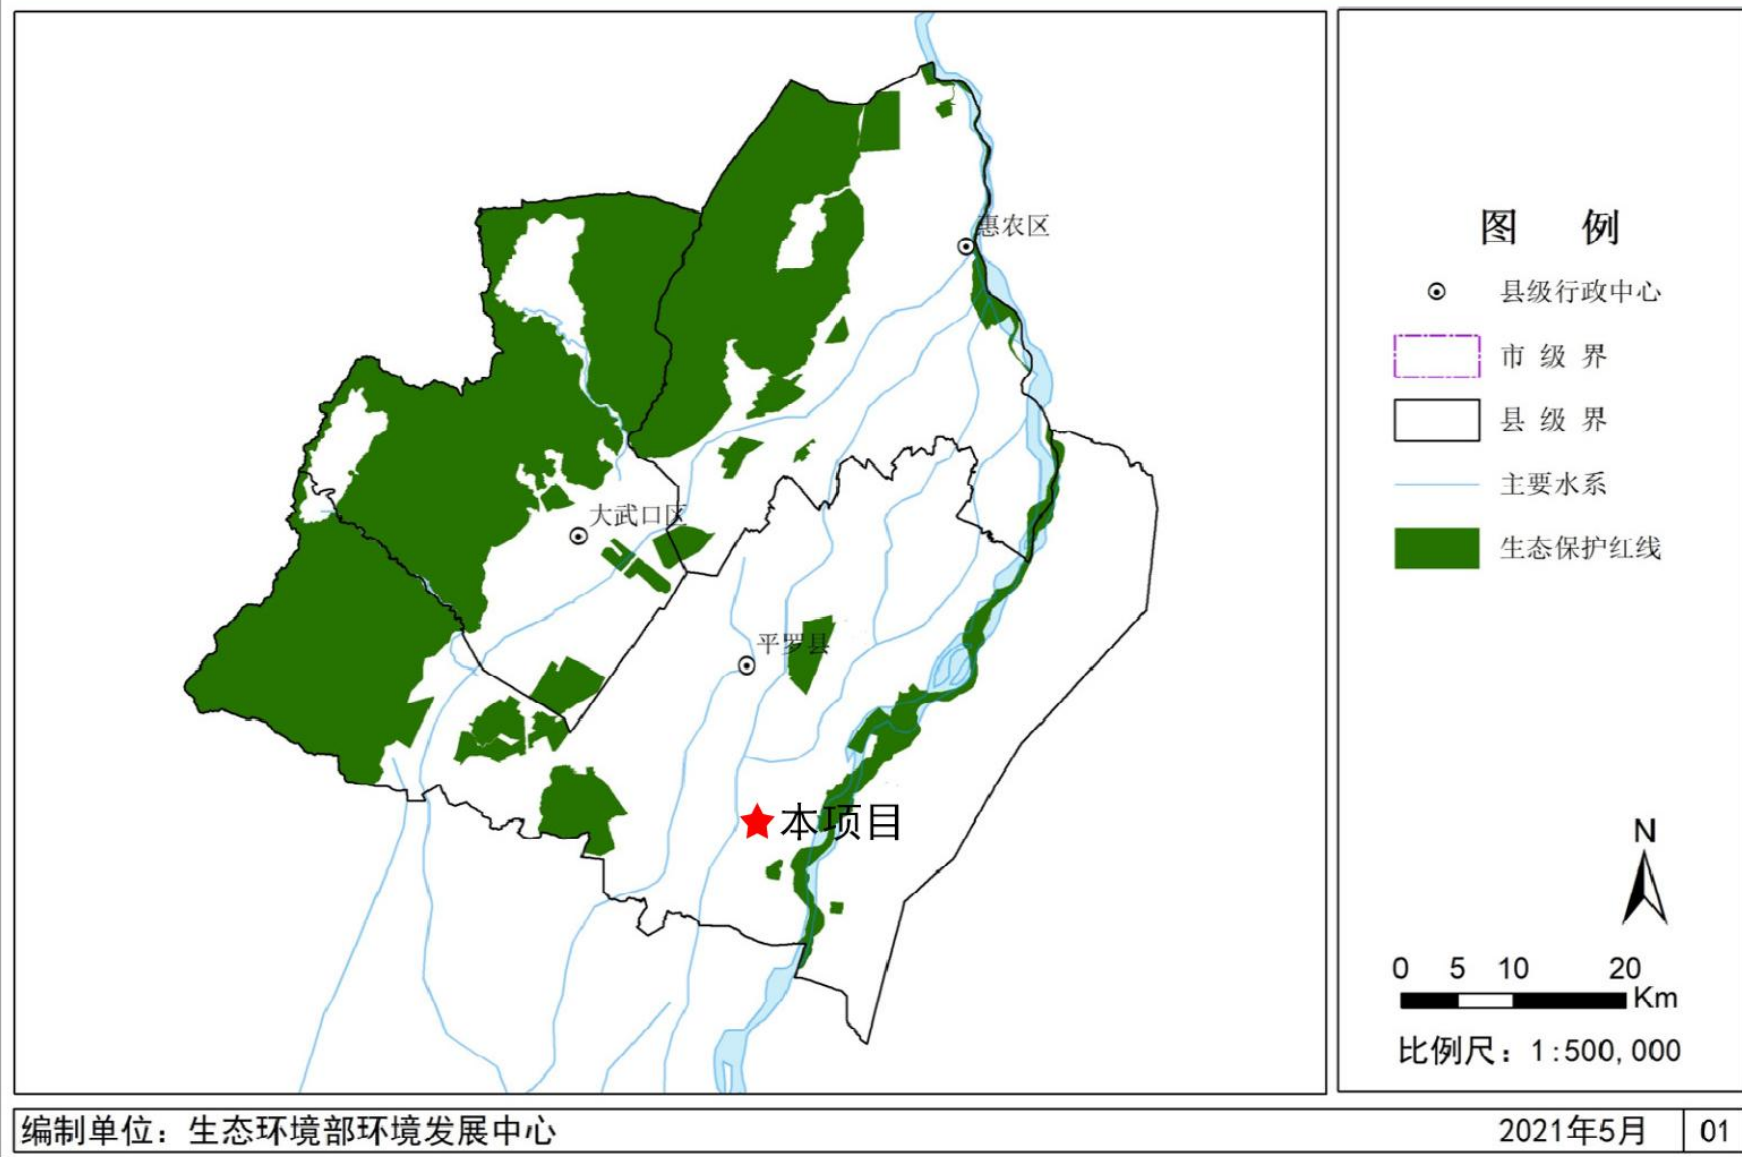 惠农区
大武口区
平罗县
本项目
图 例
县级行政中心
市 级 界
县 级 界
主要水系
生态保护红线
N
0 5 10 20
Km
比例尺：1:500,000
编制单位：生态环境部环境发展中心
2021年5月
01